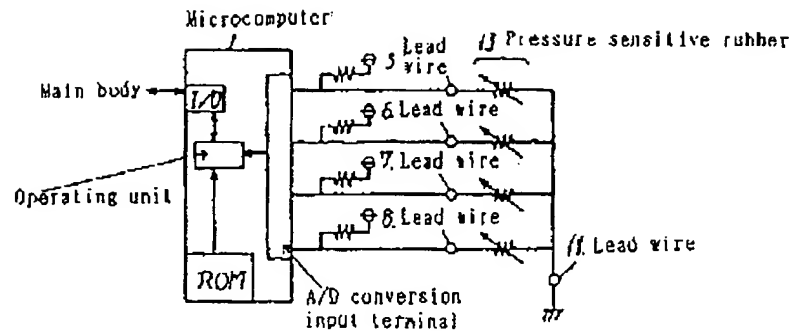 Microcomputer
5 Lead wire
13 Pressure sensitive rubber
Main body
I/O
6. Lead wire
7. Lead wire
Operating unit
8. Lead wire
11. Lead wire
ROM
A/D conversion
input terminal